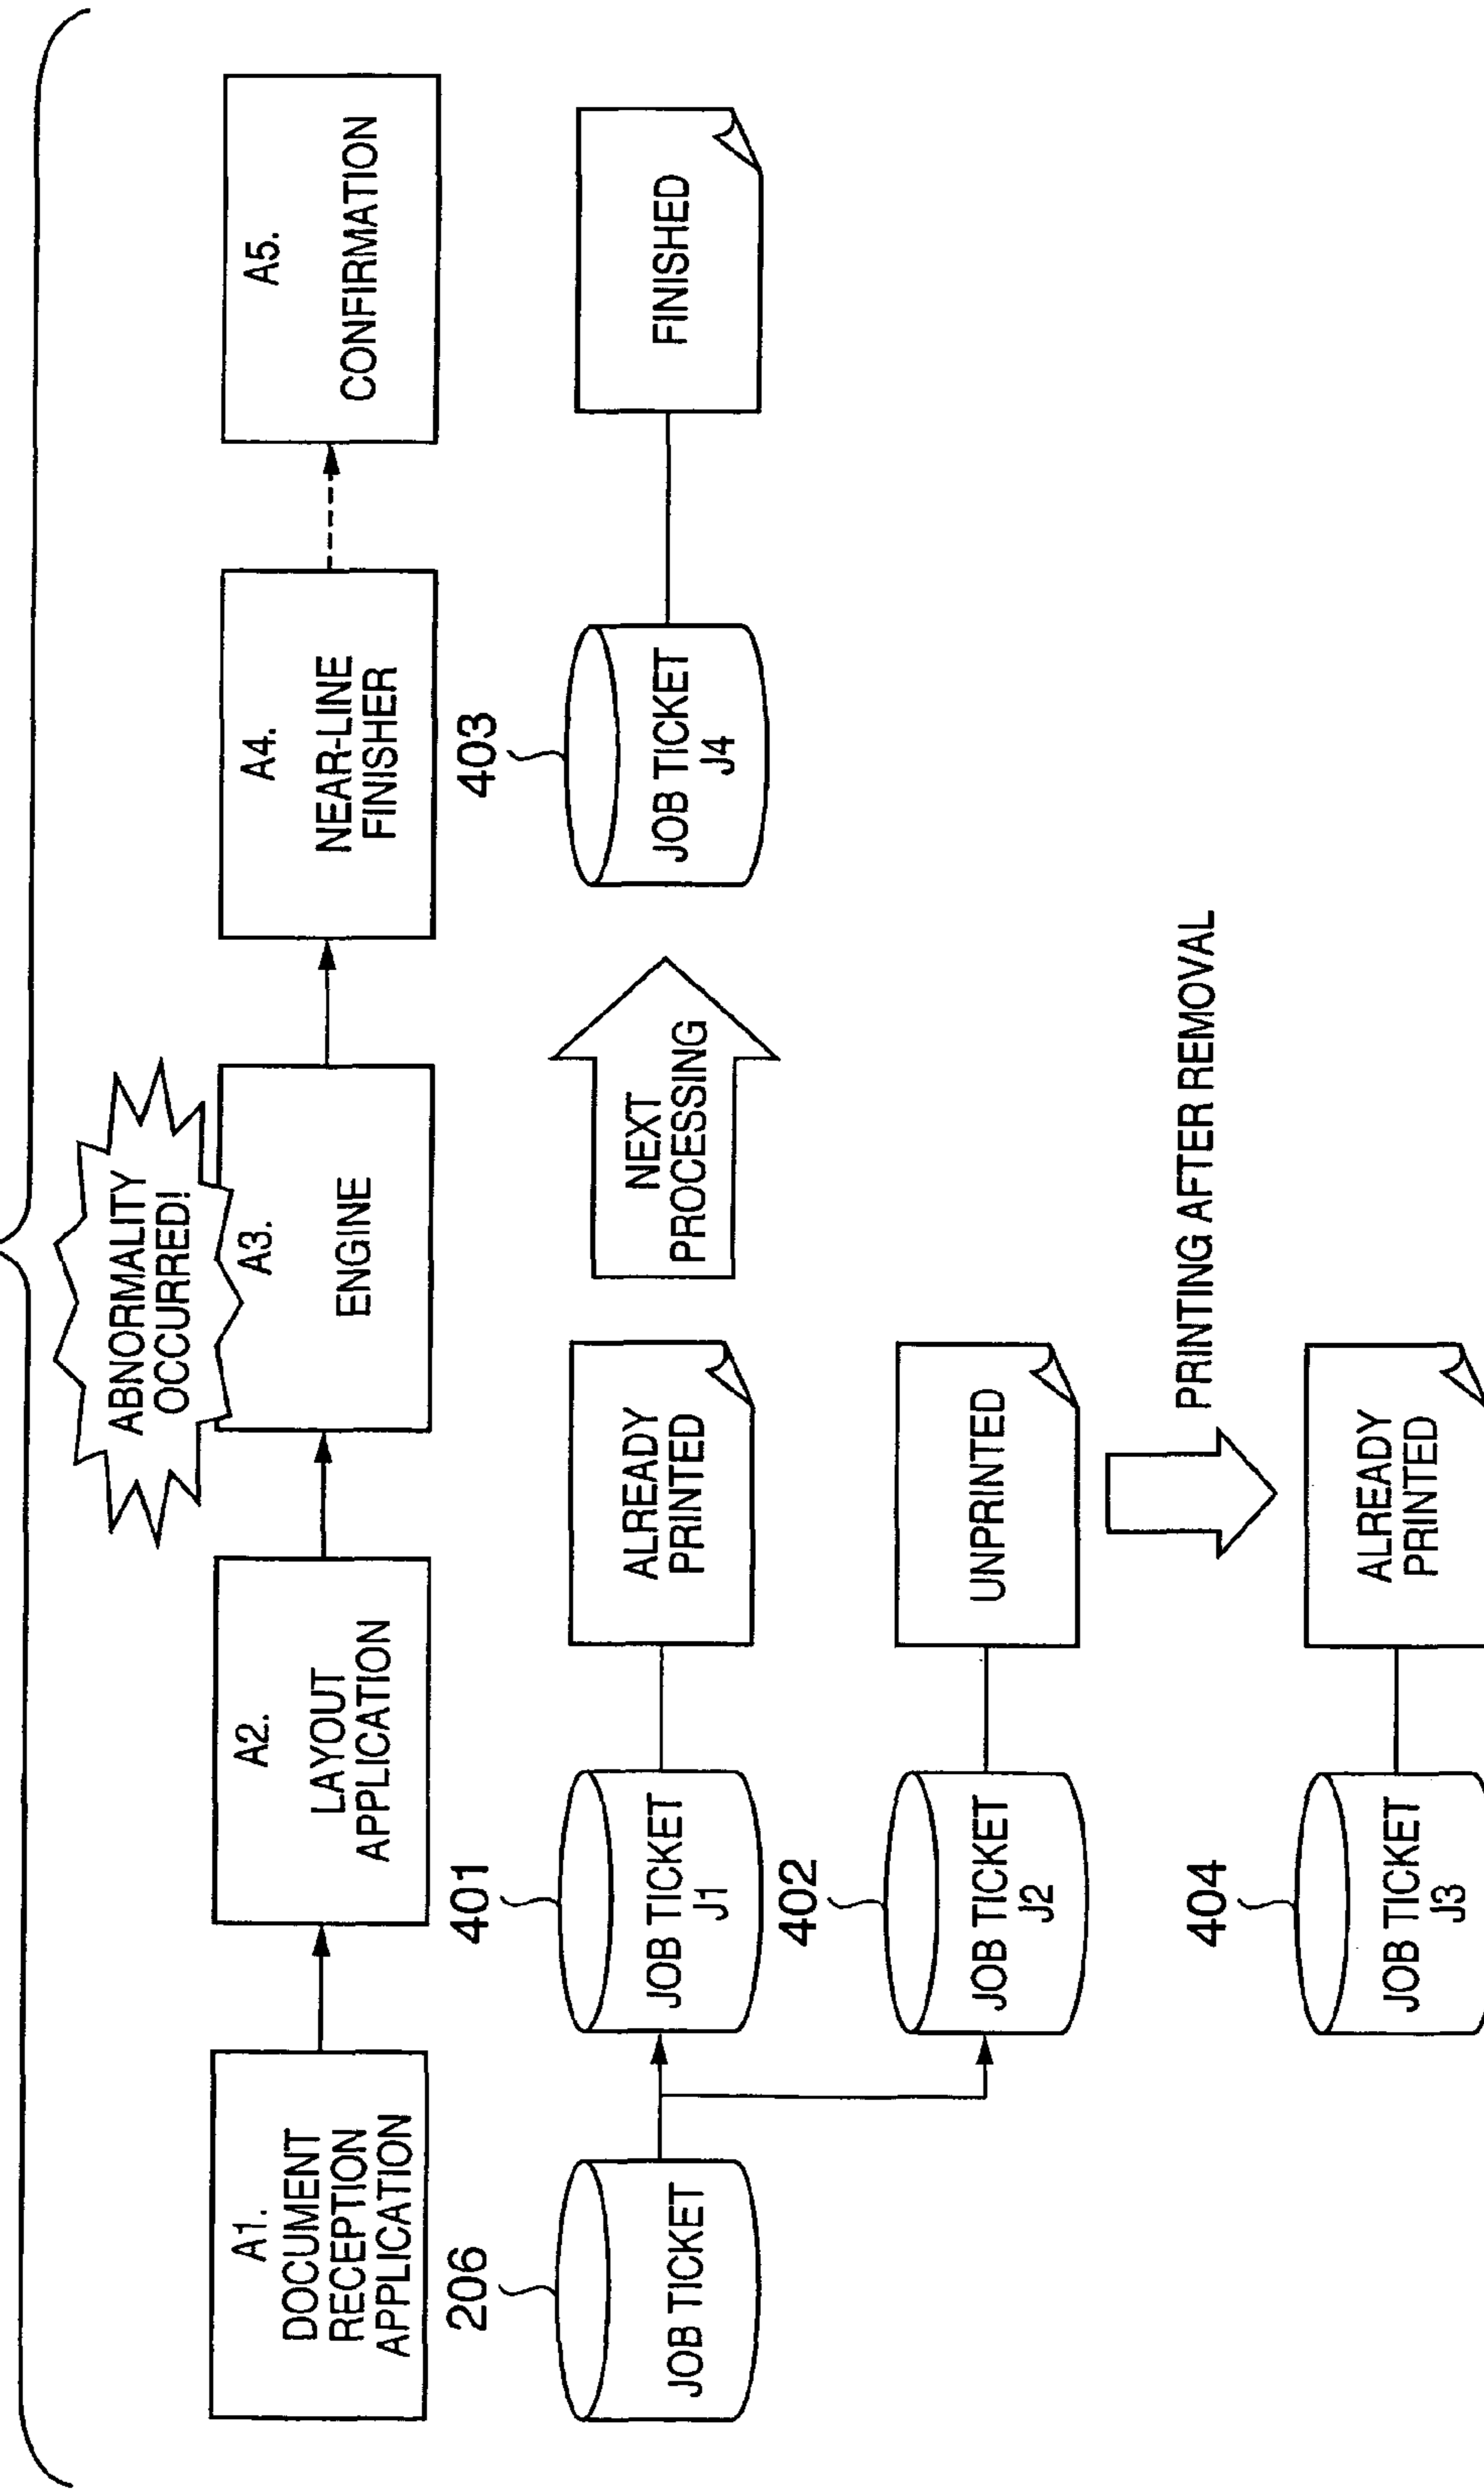 ABNORMALITY
OCCURRED!
A1.
DOCUMENT
RECEPTION
APPLICATION
A2.
LAYOUT
APPLICATION
A3.
ENGINE
A4.
NEAR-LINE
FINISHER
A5.
CONFIRMATION
206
JOB TICKET
401
JOB TICKET
J1
ALREADY
PRINTED
NEXT
PROCESSING
403
JOB TICKET
J4
FINISHED
402
JOB TICKET
J2
UNPRINTED
PRINTING AFTER REMOVAL
404
JOB TICKET
J3
ALREADY
PRINTED